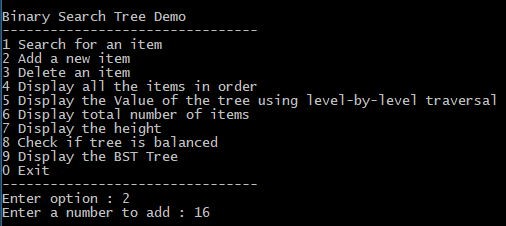 Binary Search Tree Demo
--------------------------------
1 Search for an item
2 Add a new item
3 Delete an item
4 Display all the items in order
5 Display the Value of the tree using level-by-level traversal
6 Display total number of items
7 Display the height
8 Check if tree is balanced
9 Display the BST Tree
0 Exit
--------------------------------
Enter option : 2
Enter a number to add : 16